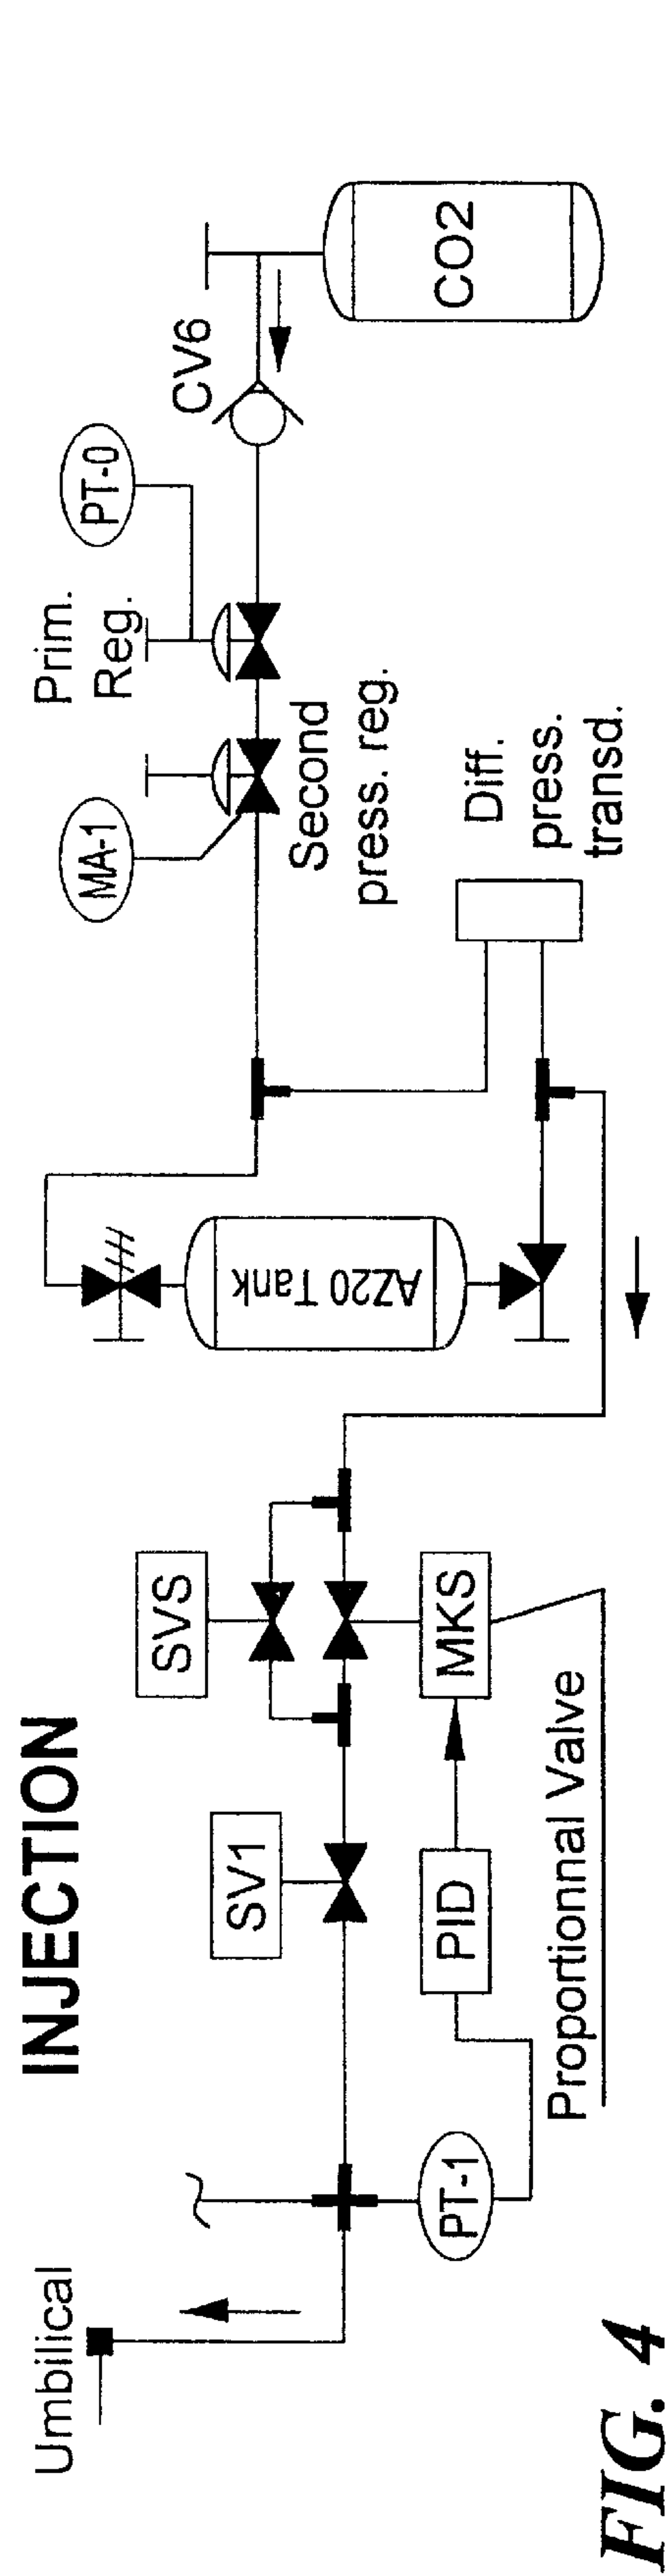 INJECTION
Umbilical
SV1
SVS
MA-1
Prim.
Reg.
PT-0
CV6
AZ20 Tank
Second
press. reg.
CO2
PT-1
PID
MKS
Diff.
press.
transd.
Proportionnal Valve
FIG. 4